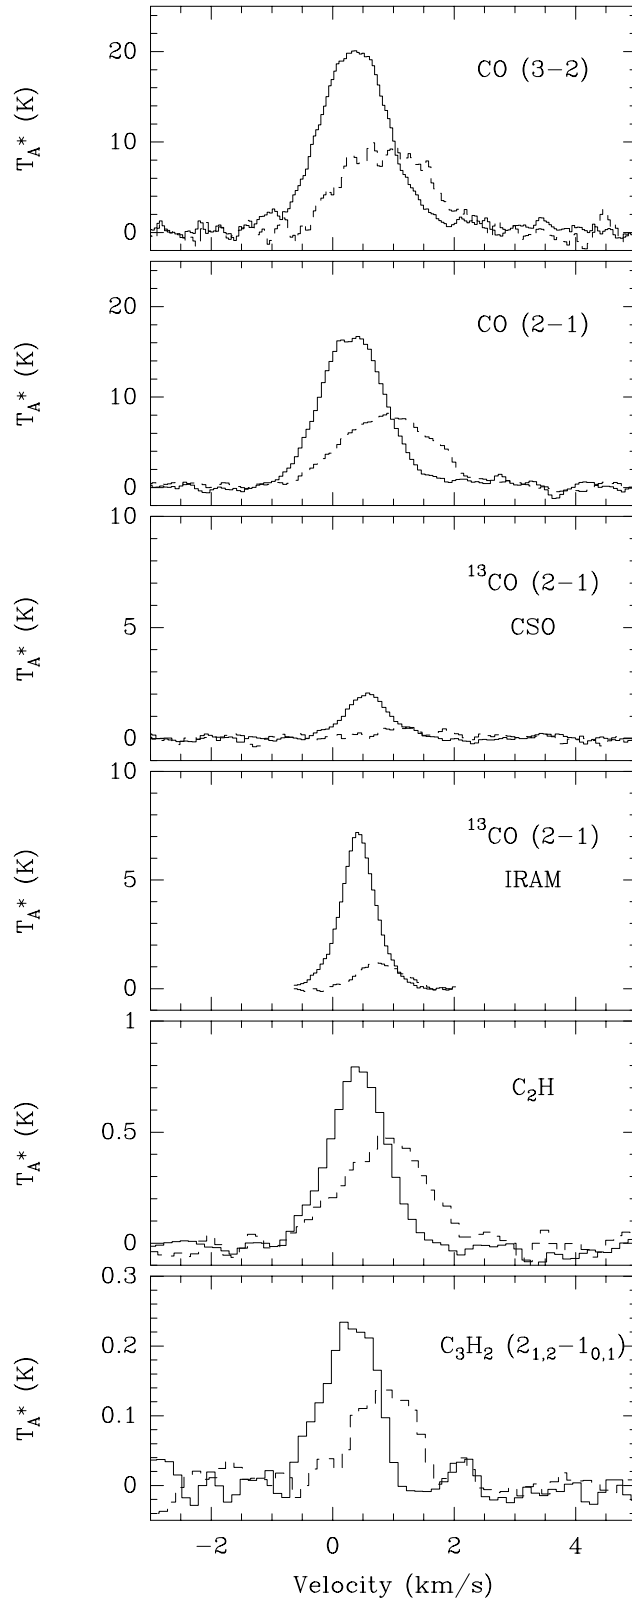 T_A* (K)
20
10
0
CO (3−2)
T_A* (K)
20
10
0
CO (2−1)
T_A* (K)
10
5
0
¹³CO (2−1)
CSO
T_A* (K)
10
5
0
¹³CO (2−1)
IRAM
T_A* (K)
1
0.5
0
C₂H
T_A* (K)
0.3
0.2
0.1
0
C₃H₂ (2₁,₂−1₀,₁)
−2
0
2
4
Velocity (km/s)